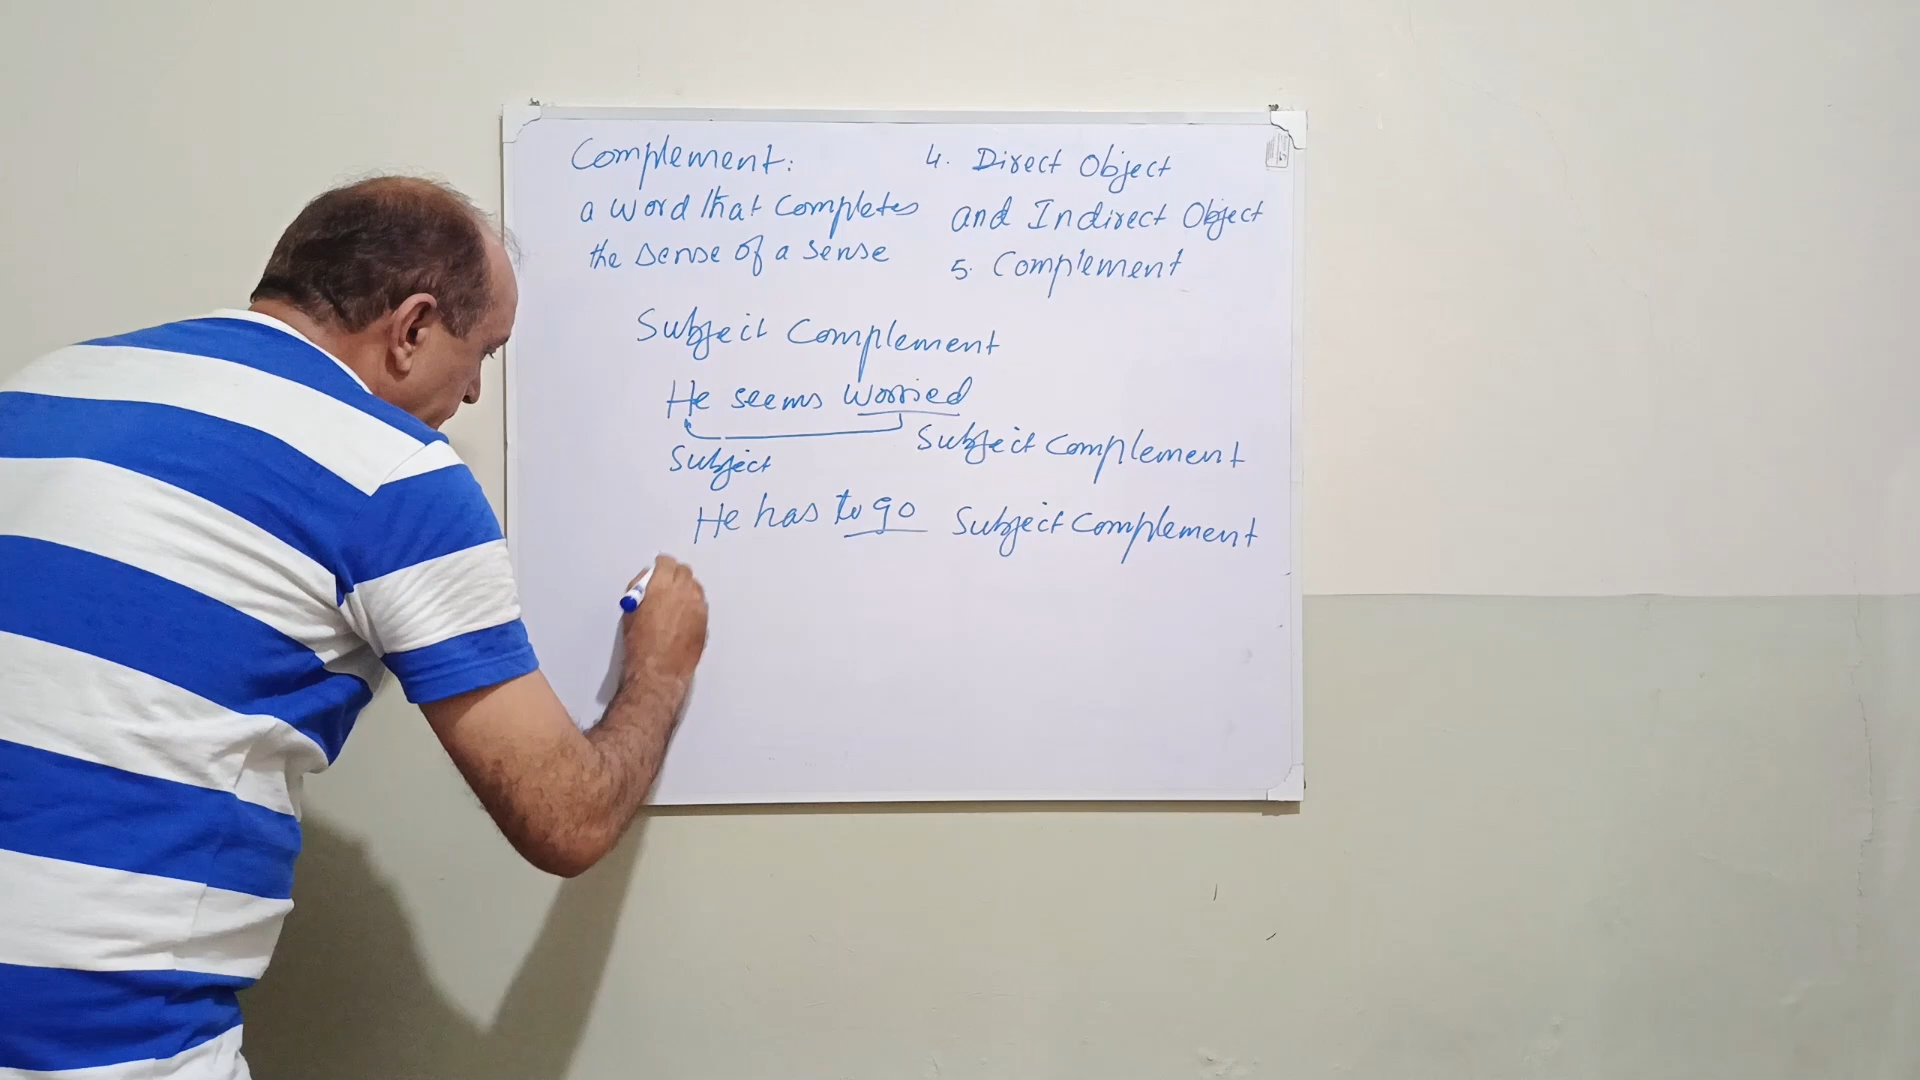 Complement:
a word that completes
the sense of a sense
4. Direct Object
and Indirect Object
5. Complement
Subject Complement
He seems worried
Subject Complement
Subject
He has to go Subject Complement